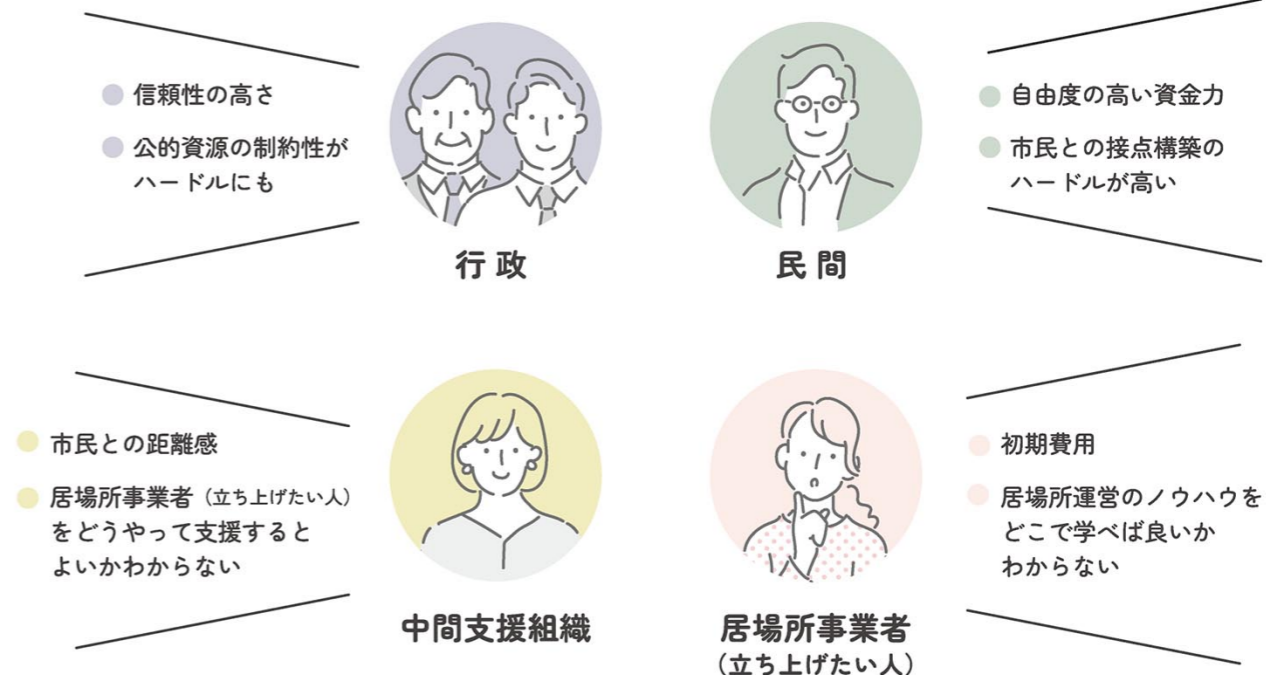 信頼性の高さ
公的資源の制約性が
ハードルにも
行政
自由度の高い資金力
市民との接点構築の
ハードルが高い
民間
市民との距離感
居場所事業者(立ち上げたい人)
をどうやって支援すると
よいかわからない
中間支援組織
初期費用
居場所運営のノウハウを
どこで学べば良いか
わからない
居場所事業者
(立ち上げたい人)